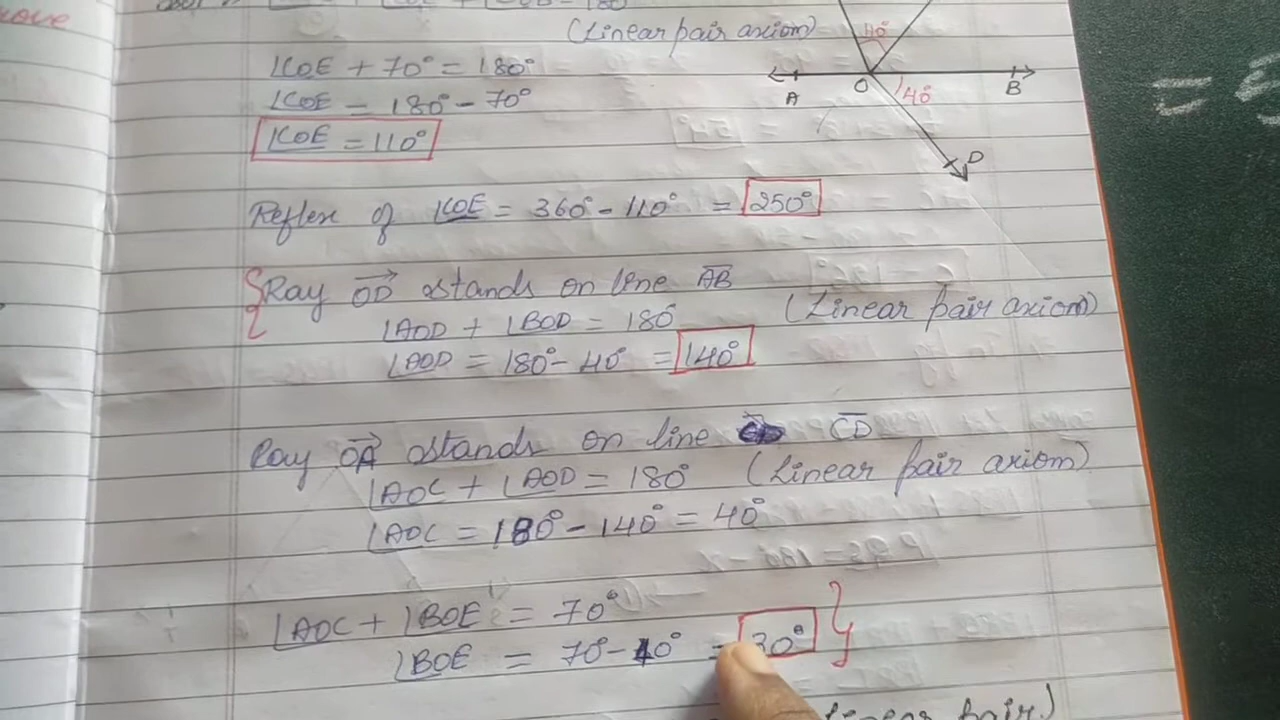 (Linear pair axiom)
∠COE + 70° = 180°
∠COE = 180° - 70°
∠COE = 110°
110°
A
O
B
40°
D
Reflex of ∠COE = 360° - 110° = 250°
Ray OD stands on line AB
∠AOD + ∠BOD = 180° (Linear pair axiom)
∠AOD = 180° - 40° = 140°
Ray OA stands on line CD
∠AOC + ∠AOD = 180° (Linear pair axiom)
∠AOC = 180° - 140° = 40°
∠AOC + ∠BOE = 70°
∠BOE = 70° - 40° = 30°
linear pair)